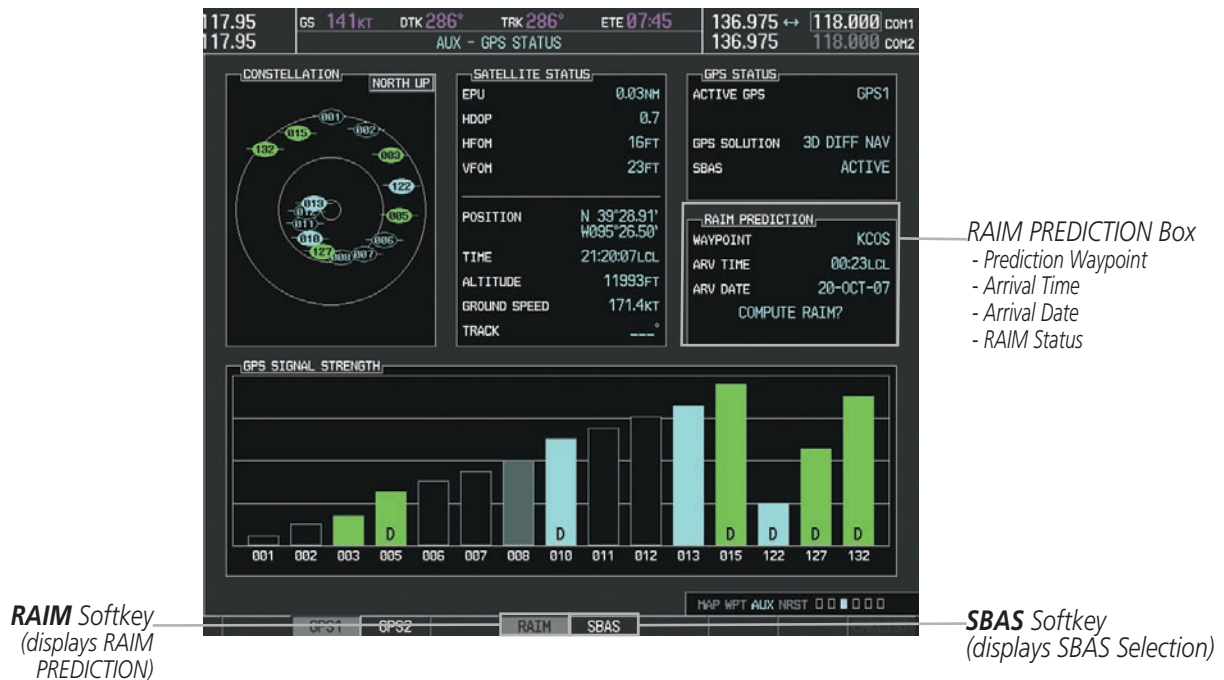 117.95 GS 141KT DTK 286° TRK 286° ETE 07:45 136.975 ↔ 118.000 COM1
117.95 AUX - GPS STATUS 136.975 118.000 COM2
CONSTELLATION
NORTH UP
001
002
015
132
003
122
013
012
005
011
010
006
127
008
007
SATELLITE STATUS
EPU 0.03NM
HDOP 0.7
HFOM 16FT
VFOM 23FT
POSITION N 39°28.91'
W095°26.50'
TIME 21:20:07LCL
ALTITUDE 11993FT
GROUND SPEED 171.4KT
TRACK ___°
GPS STATUS
ACTIVE GPS GPS1
GPS SOLUTION 3D DIFF NAV
SBAS ACTIVE
RAIM PREDICTION
WAYPOINT KCOS
ARV TIME 00:23LCL
ARV DATE 20-OCT-07
COMPUTE RAIM?
RAIM PREDICTION Box
- Prediction Waypoint
- Arrival Time
- Arrival Date
- RAIM Status
GPS SIGNAL STRENGTH
D D D D D D
001 002 003 005 006 007 008 010 011 012 013 015 122 127 132
MAP WPT AUX NRST
GPS1 GPS2 RAIM SBAS
RAIM Softkey
(displays RAIM
PREDICTION)
SBAS Softkey
(displays SBAS Selection)